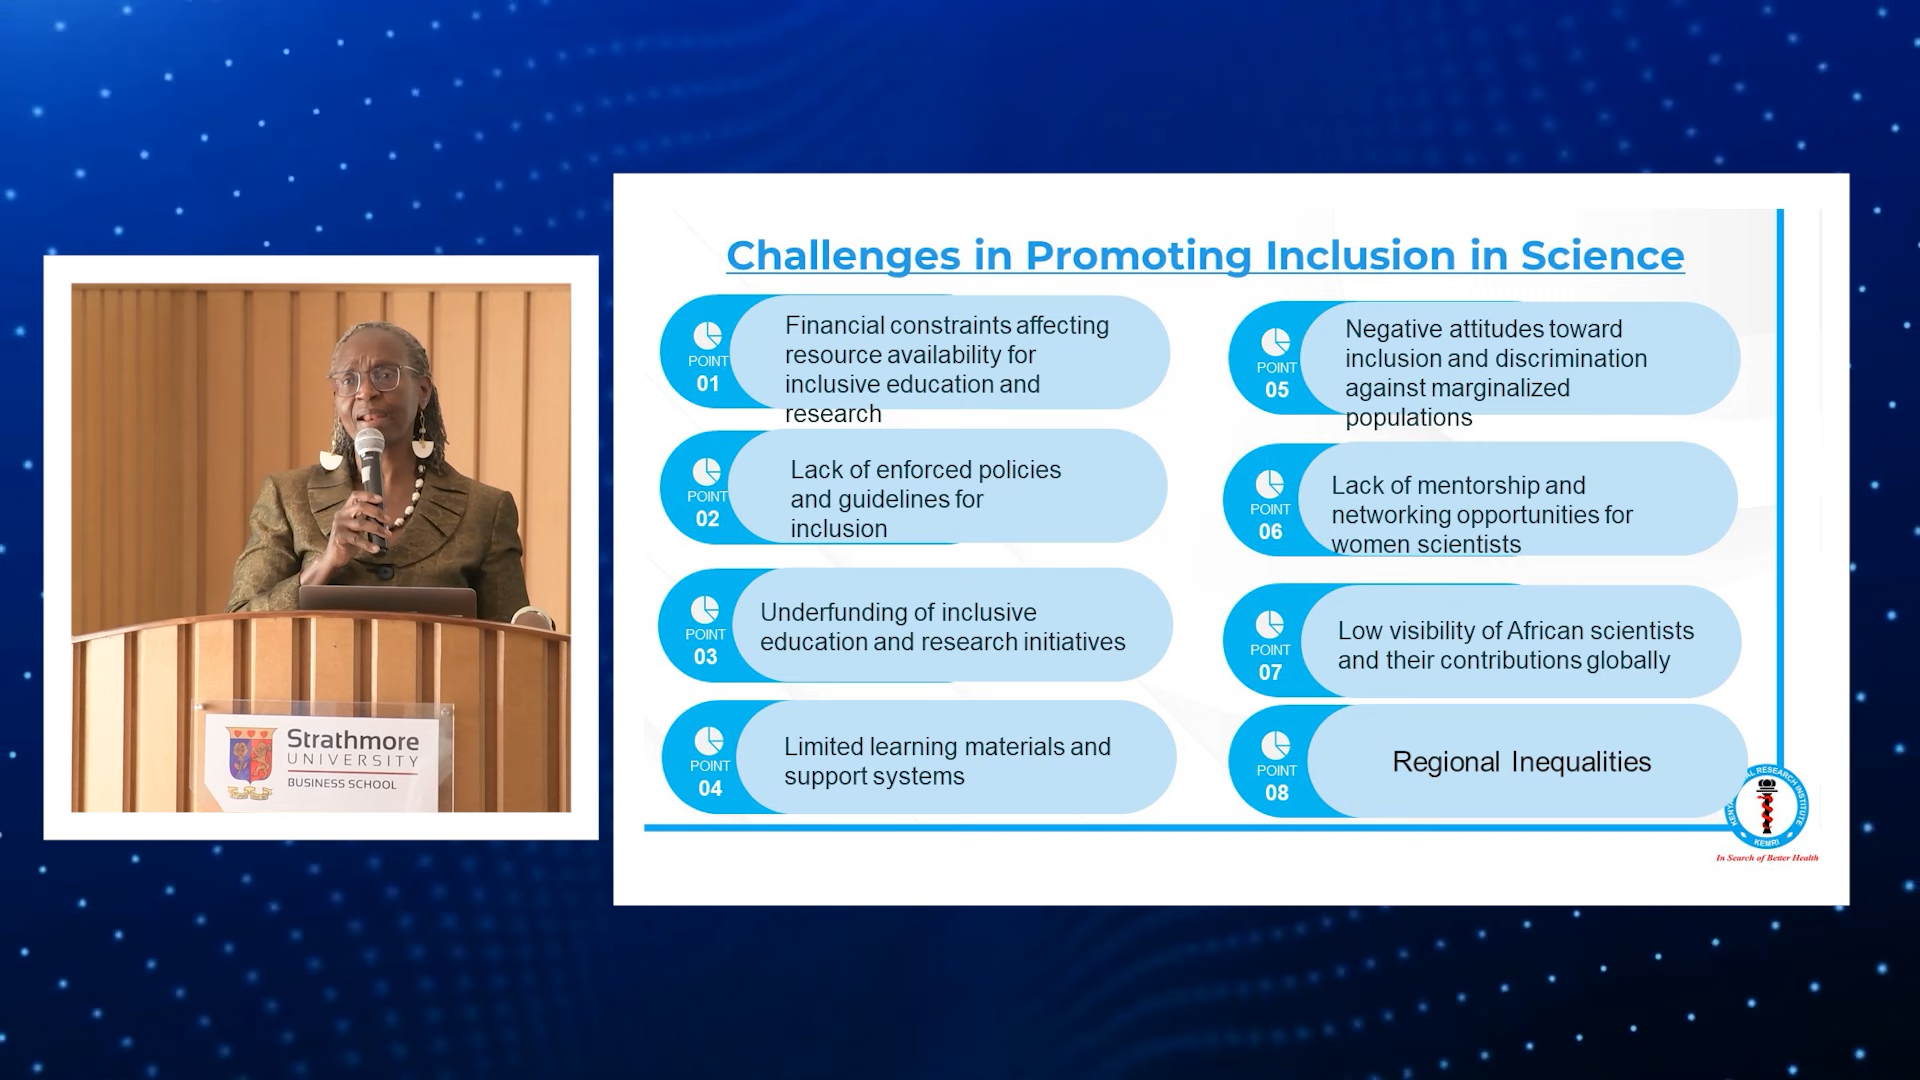 Challenges in Promoting Inclusion in Science
POINT
01
Financial constraints affecting
resource availability for
inclusive education and
research
POINT
02
Lack of enforced policies
and guidelines for
inclusion
POINT
03
Underfunding of inclusive
education and research initiatives
POINT
04
Limited learning materials and
support systems
POINT
05
Negative attitudes toward
inclusion and discrimination
against marginalized
populations
POINT
06
Lack of mentorship and
networking opportunities for
women scientists
POINT
07
Low visibility of African scientists
and their contributions globally
POINT
08
Regional Inequalities
RESEARCH INSTITUTE
KEMRI
In Search of Better Health
Strathmore
UNIVERSITY
BUSINESS SCHOOL